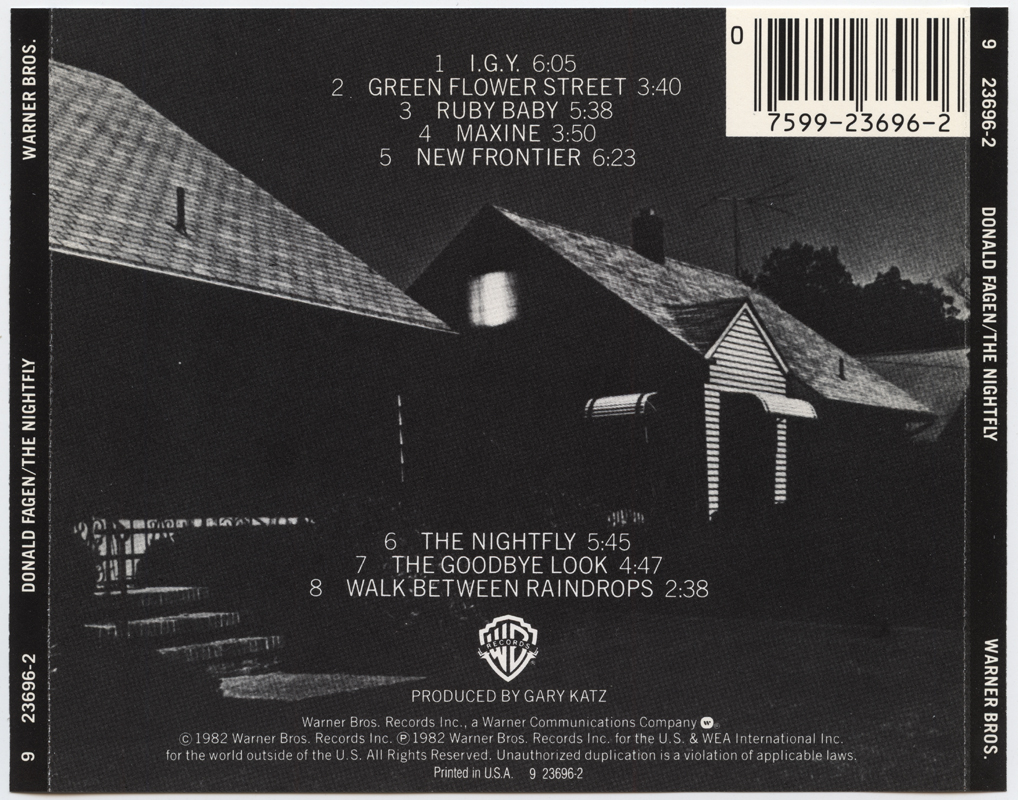 WARNER BROS.
DONALD FAGEN/THE NIGHTFLY
9 23696-2
1 I.G.Y. 6:05
2 GREEN FLOWER STREET 3:40
3 RUBY BABY 5:38
4 MAXINE 3:50
5 NEW FRONTIER 6:23
0
7599-23696-2
6 THE NIGHTFLY 5:45
7 THE GOODBYE LOOK 4:47
8 WALK BETWEEN RAINDROPS 2:38
WB
RECORDS
PRODUCED BY GARY KATZ
Warner Bros. Records Inc., a Warner Communications Company
©1982 Warner Bros. Records Inc. ℗1982 Warner Bros. Records Inc. for the U.S. & WEA International Inc.
for the world outside of the U.S. All Rights Reserved. Unauthorized duplication is a violation of applicable laws.
Printed in U.S.A. 9 23696-2
9 23696-2
DONALD FAGEN/THE NIGHTFLY
WARNER BROS.